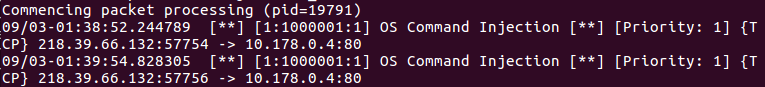 Commencing packet processing (pid=19791)
09/03-01:38:52.244789  [**] [1:1000001:1] OS Command Injection [**] [Priority: 1] {T
CP} 218.39.66.132:57754 -> 10.178.0.4:80
09/03-01:39:54.828305  [**] [1:1000001:1] OS Command Injection [**] [Priority: 1] {T
CP} 218.39.66.132:57756 -> 10.178.0.4:80